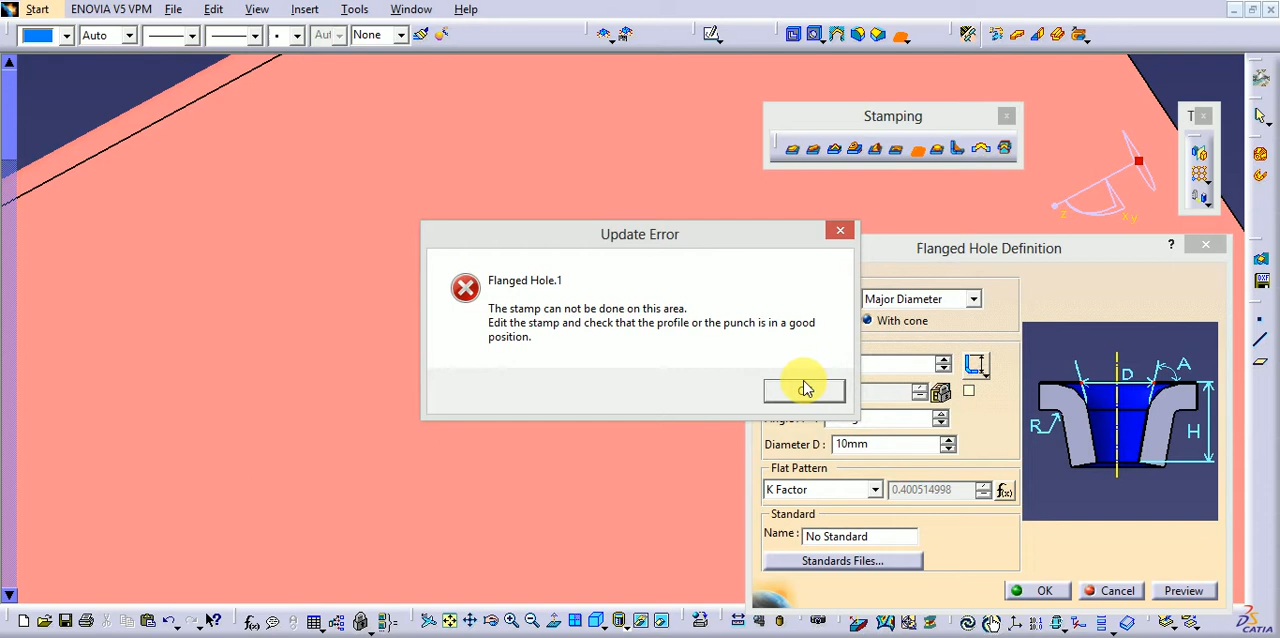 Start ENOVIA V5 VPM File Edit View Insert Tools Window Help
Auto None
Stamping
T
z x y
Update Error
Flanged Hole.1
The stamp can not be done on this area.
Edit the stamp and check that the profile or the punch is in a good
position.
Flanged Hole Definition
?
Major Diameter
With cone
Diameter D : 10mm
Flat Pattern
K Factor 0.400514998 f(x)
Standard
Name : No Standard
Standards Files...
OK Cancel Preview
D
A
R
H
CATIA